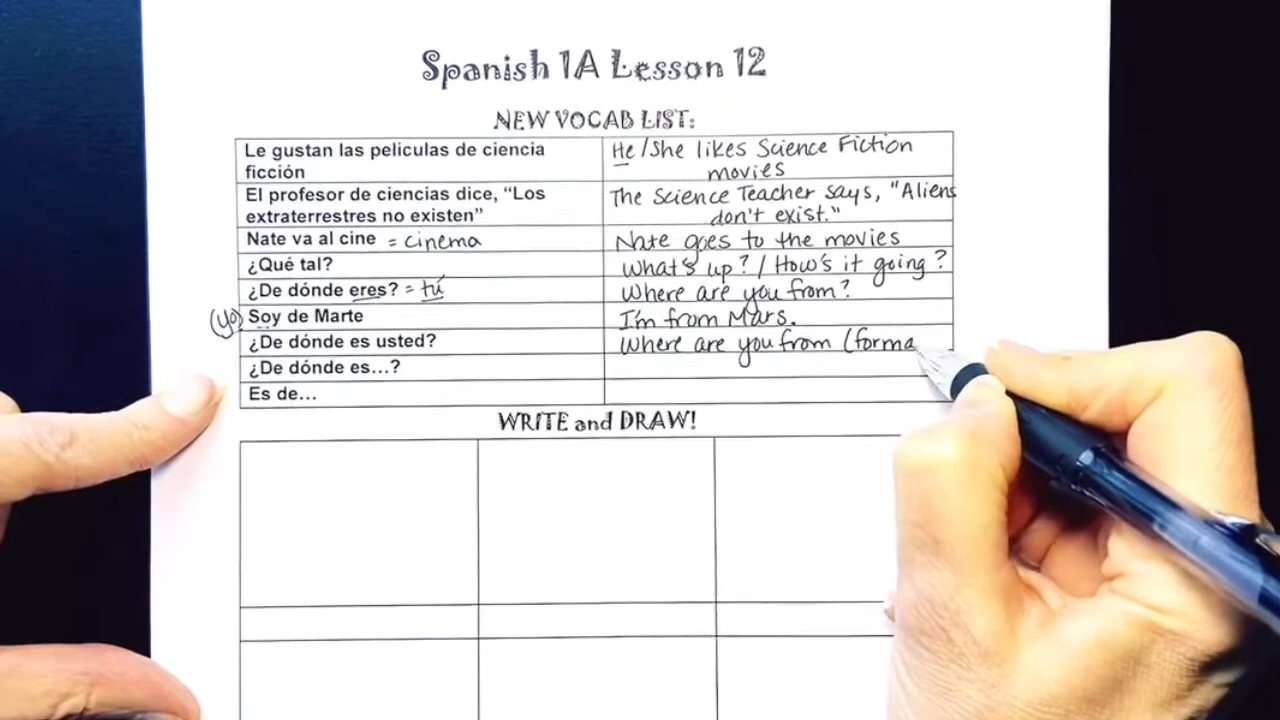 Spanish 1A Lesson 12
NEW VOCAB LIST:
Le gustan las peliculas de ciencia
ficción
He/She likes Science Fiction
movies
El profesor de ciencias dice, “Los
extraterrestres no existen”
The Science Teacher says, "Aliens
don't exist."
Nate va al cine = cinema
Nate goes to the movies
¿Qué tal?
What's up? / How's it going?
¿De dónde eres? = tú
Where are you from?
(yo) Soy de Marte
I'm from Mars.
¿De dónde es usted?
Where are you from (forma
¿De dónde es...?
Es de...
WRITE and DRAW!